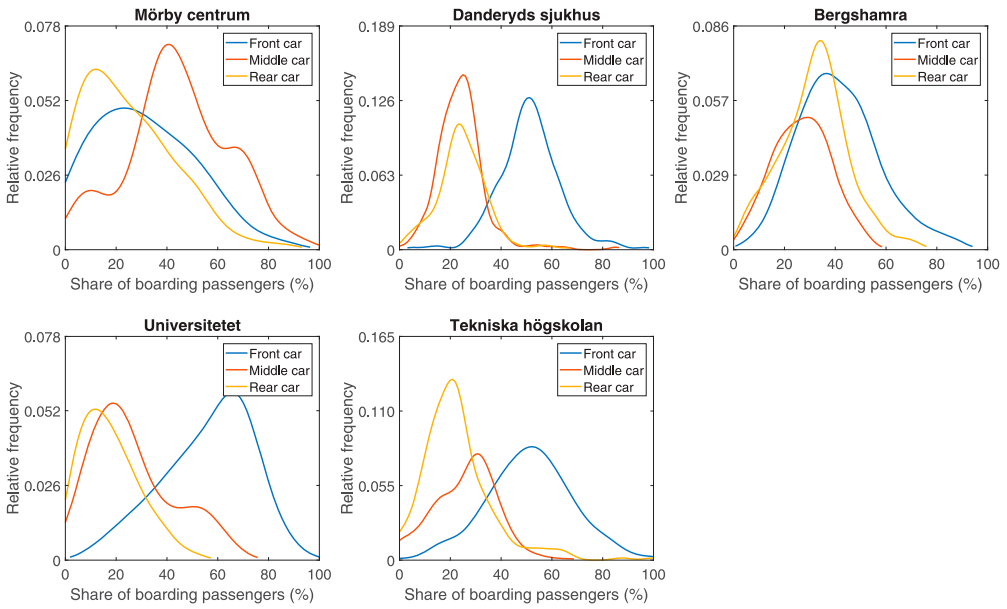 Mörby centrum
0.078
0.052
0.026
0
Relative frequency
Front car
Middle car
Rear car
0 20 40 60 80 100
Share of boarding passengers (%)
Danderyds sjukhus
0.189
0.126
0.063
0
Relative frequency
Front car
Middle car
Rear car
0 20 40 60 80 100
Share of boarding passengers (%)
Bergshamra
0.086
0.057
0.029
0
Relative frequency
Front car
Middle car
Rear car
0 20 40 60 80 100
Share of boarding passengers (%)
Universitetet
0.078
0.052
0.026
0
Relative frequency
Front car
Middle car
Rear car
0 20 40 60 80 100
Share of boarding passengers (%)
Tekniska högskolan
0.165
0.110
0.055
0
Relative frequency
Front car
Middle car
Rear car
0 20 40 60 80 100
Share of boarding passengers (%)